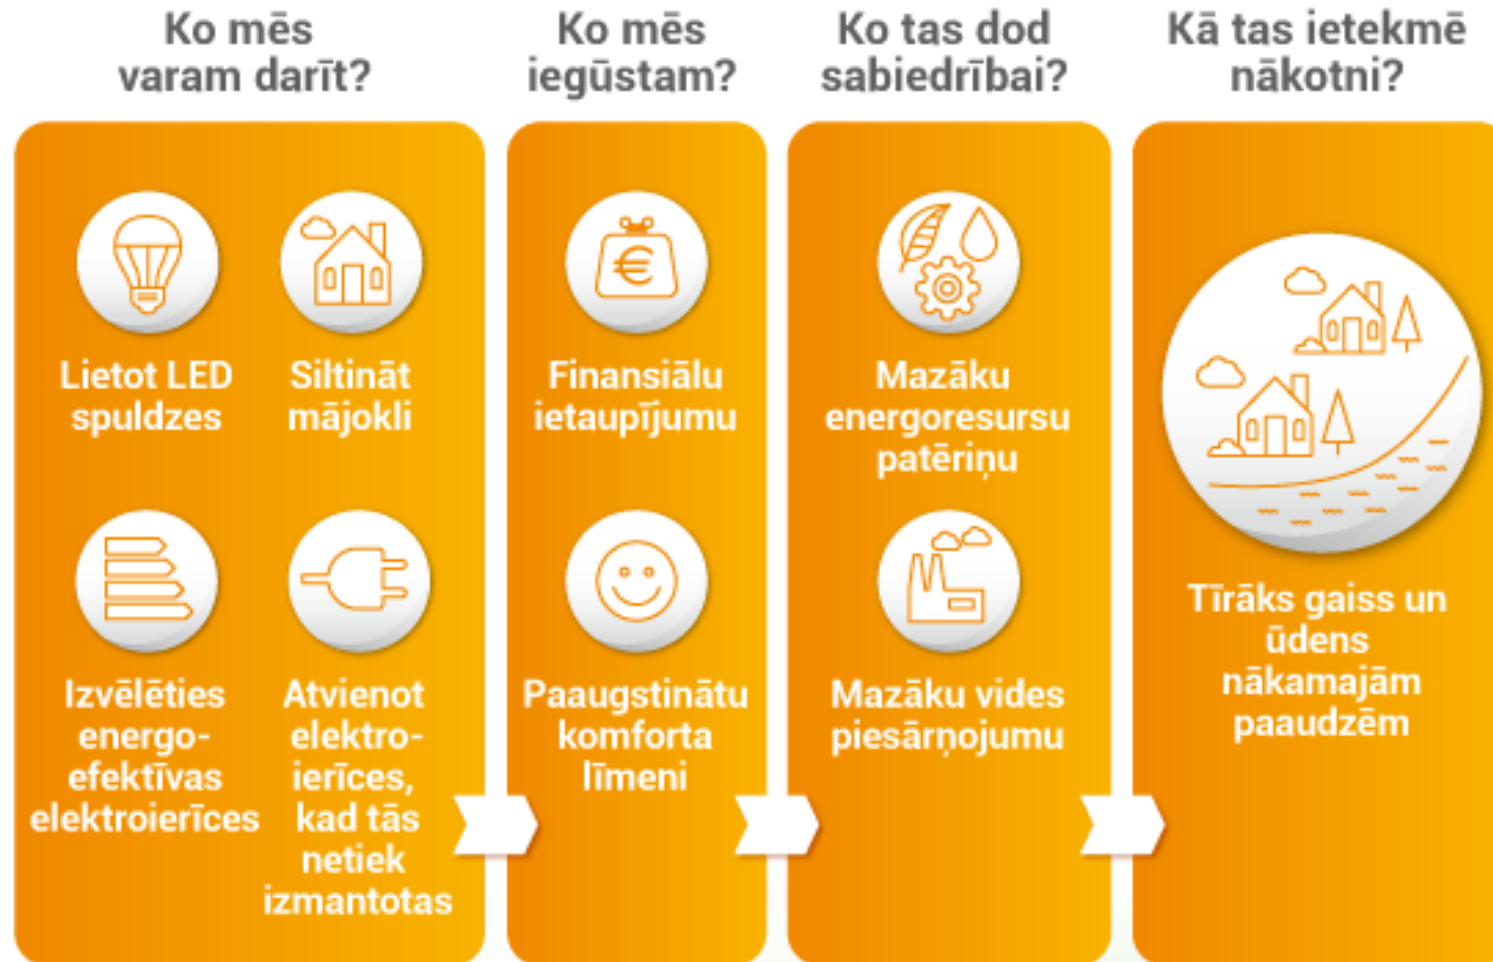 Ko mēs
varam darīt?
Lietot LED
spuldzes
Siltināt
mājokli
Izvēlēties
energo-
efektīvas
elektroierīces
Atvienot
elektro-
ierīces,
kad tās
netiek
izmantotas
Ko mēs
iegūstam?
€
Finansiālu
ietaupījumu
Paaugstinātu
komforta
līmeni
Ko tas dod
sabiedrībai?
Mazāku
energoresursu
patēriņu
Mazāku vides
piesārņojumu
Kā tas ietekmē
nākotni?
Tīrāks gaiss un
ūdens
nākamajām
paaudzēm